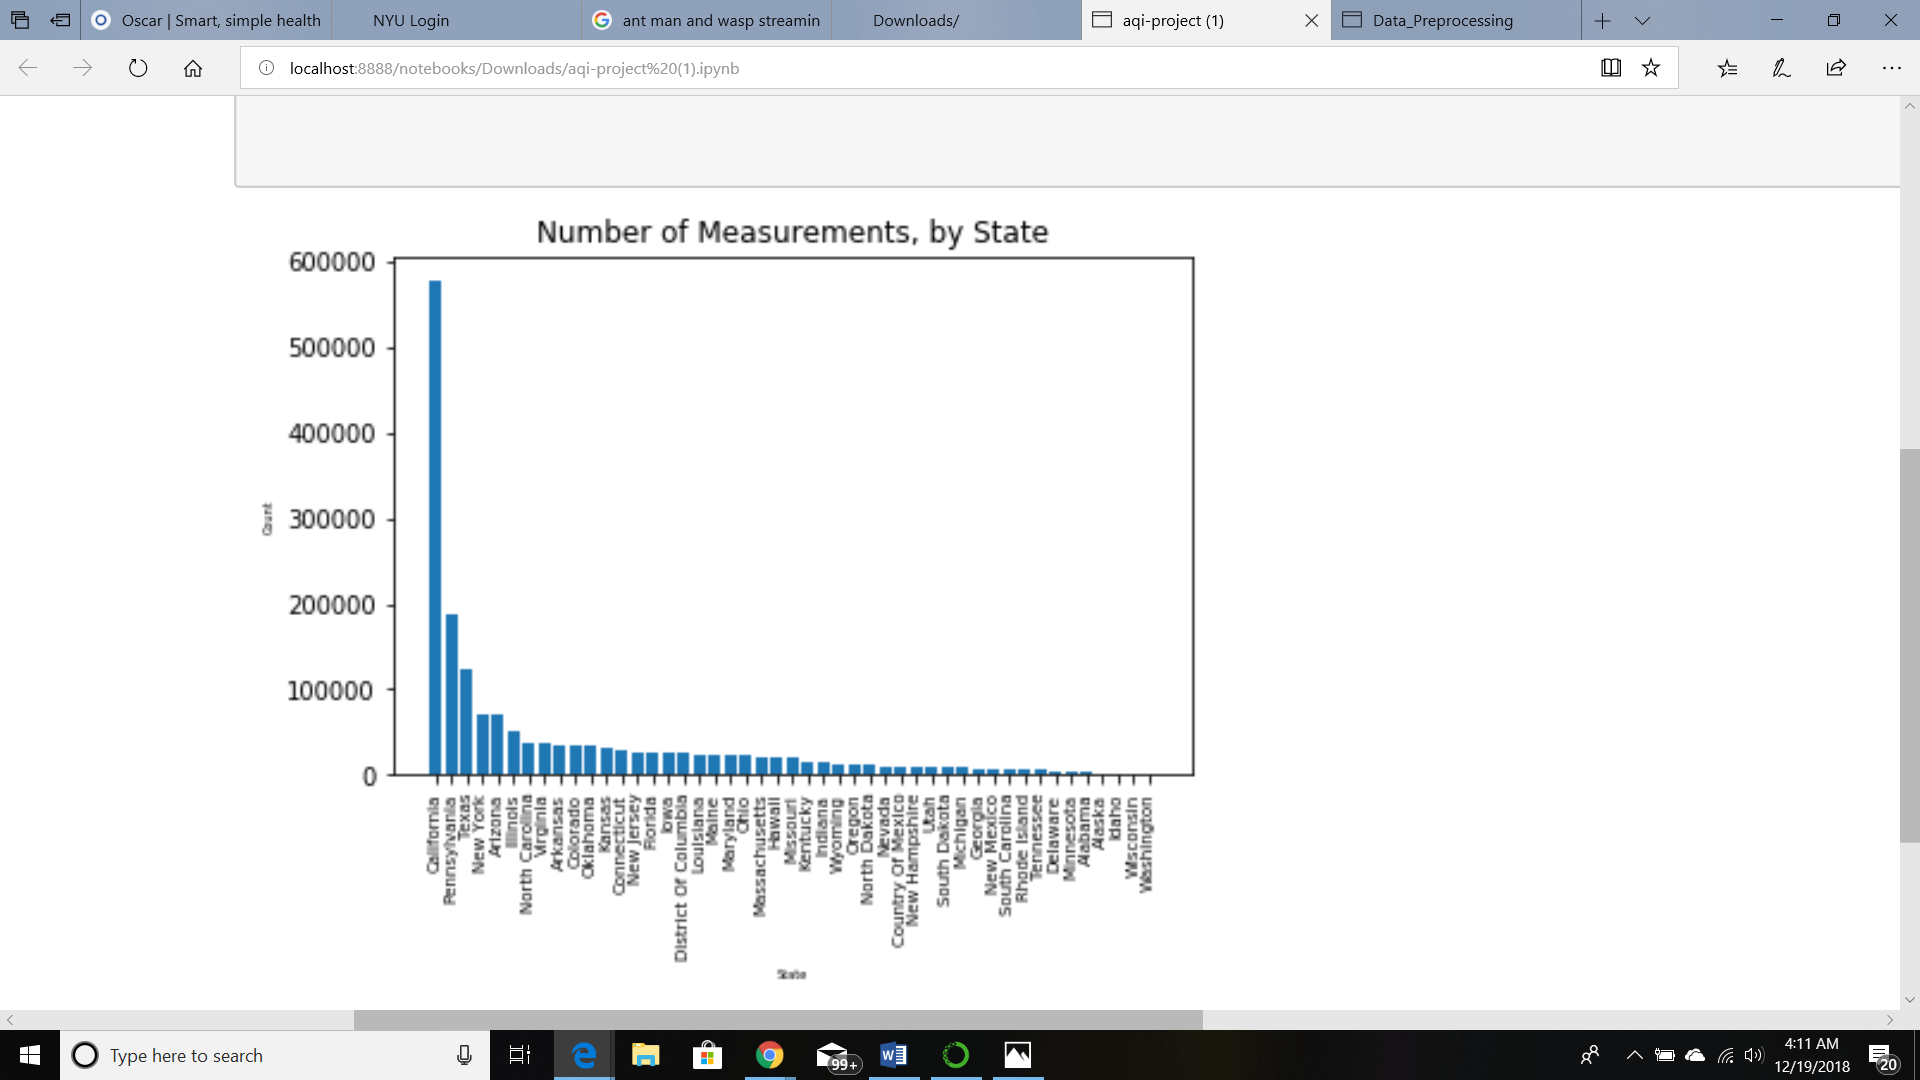 Oscar | Smart, simple health
NYU Login
ant man and wasp streamin
Downloads/
aqi-project (1)
Data_Preprocessing
localhost:8888/notebooks/Downloads/aqi-project%20(1).ipynb
Number of Measurements, by State
600000
500000
400000
300000
200000
100000
0
Count
California
Pennsylvania
Texas
New York
Arizona
Illinois
North Carolina
Virginia
Arkansas
Colorado
Oklahoma
Kansas
Connecticut
New Jersey
Florida
Iowa
District Of Columbia
Louisiana
Maine
Maryland
Ohio
Massachusetts
Hawaii
Missouri
Kentucky
Indiana
Wyoming
Oregon
North Dakota
Nevada
Country Of Mexico
New Hampshire
Utah
South Dakota
Michigan
Georgia
New Mexico
South Carolina
Rhode Island
Tennessee
Delaware
Minnesota
Alabama
Alaska
Idaho
Wisconsin
Washington
State
Type here to search
99+
4:11 AM
12/19/2018
20